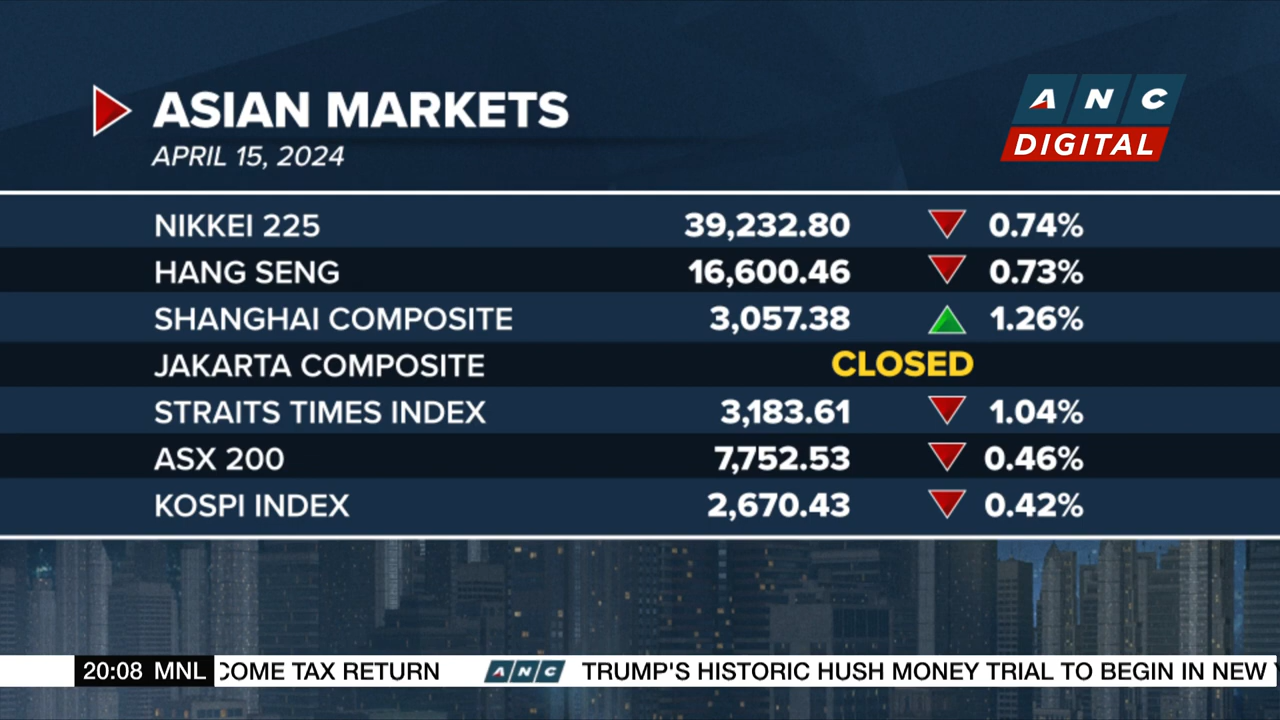 ASIAN MARKETS
APRIL 15, 2024
ANC
DIGITAL
NIKKEI 225 39,232.80 0.74%
HANG SENG 16,600.46 0.73%
SHANGHAI COMPOSITE 3,057.38 1.26%
JAKARTA COMPOSITE CLOSED
STRAITS TIMES INDEX 3,183.61 1.04%
ASX 200 7,752.53 0.46%
KOSPI INDEX 2,670.43 0.42%
20:08 MNL COME TAX RETURN ANC TRUMP'S HISTORIC HUSH MONEY TRIAL TO BEGIN IN NEW